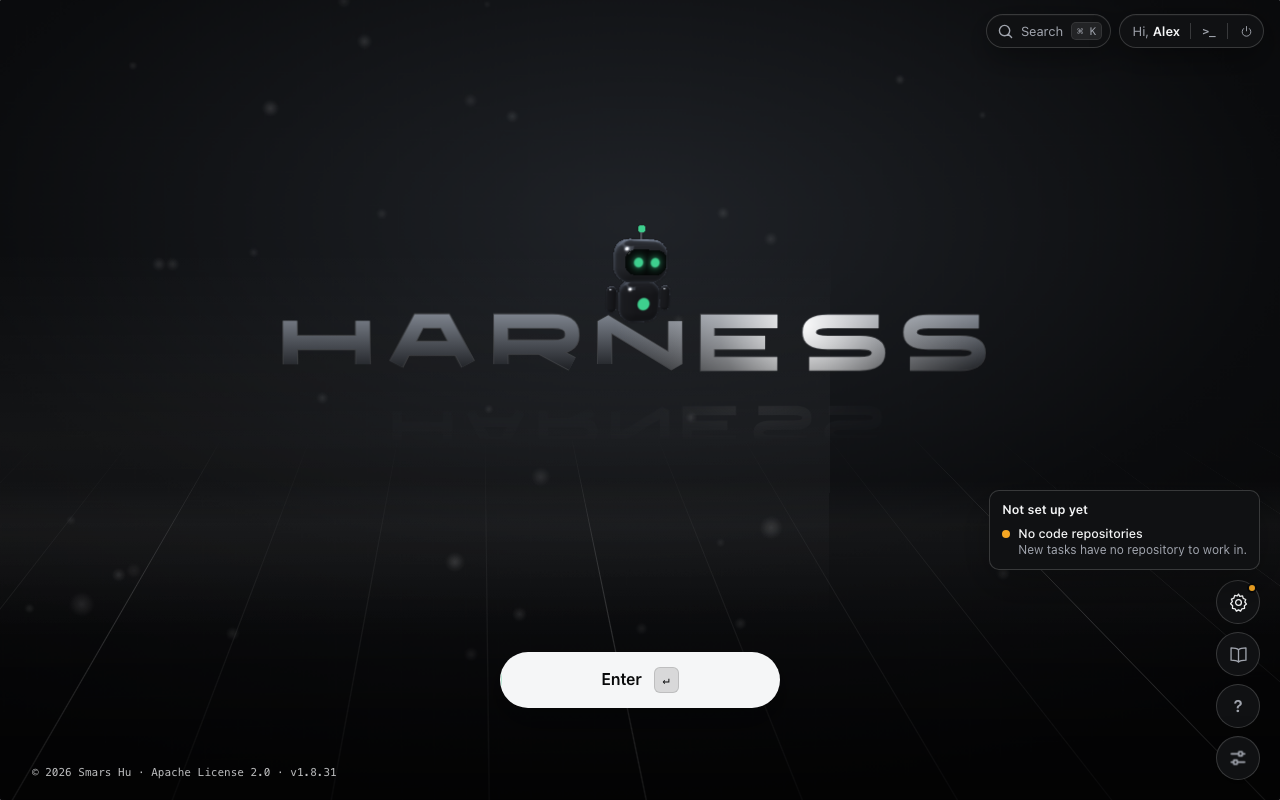 Search ⌘ K
Hi, Alex >_
HARNESS
Not set up yet
No code repositories
New tasks have no repository to work in.
?
Enter ↵
© 2026 Smars Hu · Apache License 2.0 · v1.8.31